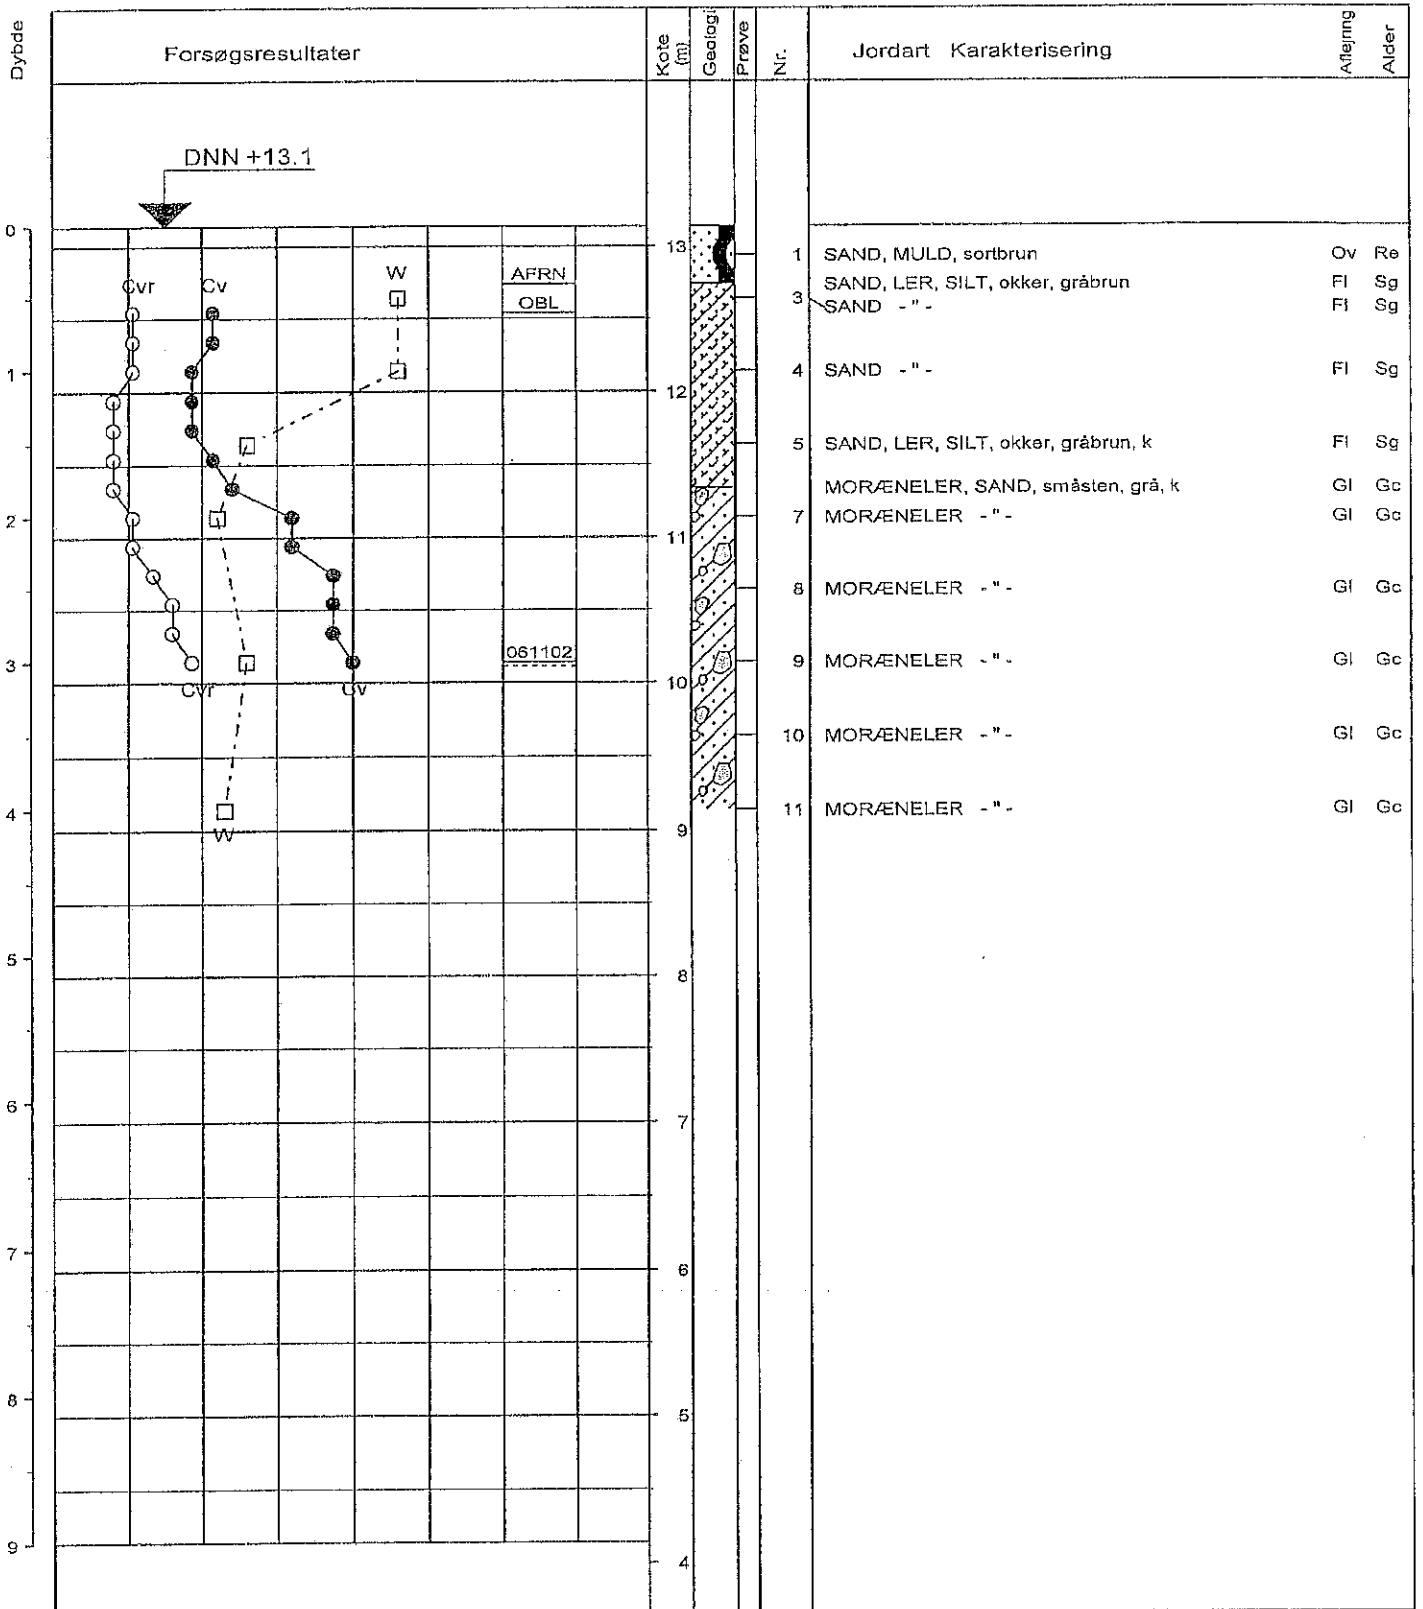 Dybde
Forsøgsresultater
Kote (m)
Geologi
Prøve
Nr.
Jordart Karakterisering
Aflejring
Alder
DNN +13.1
0
13
1 SAND, MULD, sortbrun Ov Re
W
AFRN
SAND, LER, SILT, okker, gråbrun Fl Sg
Cvr
Cv
OBL
3 SAND -"- Fl Sg
1
4 SAND -"- Fl Sg
12
5 SAND, LER, SILT, okker, gråbrun, k Fl Sg
MORÆNELER, SAND, småsten, grå, k Gl Gc
2
7 MORÆNELER -"- Gl Gc
11
8 MORÆNELER -"- Gl Gc
061102
3
9 MORÆNELER -"- Gl Gc
Cvr
Cv
10
10 MORÆNELER -"- Gl Gc
4
11 MORÆNELER -"- Gl Gc
W
9
5
8
6
7
7
6
8
5
9
4